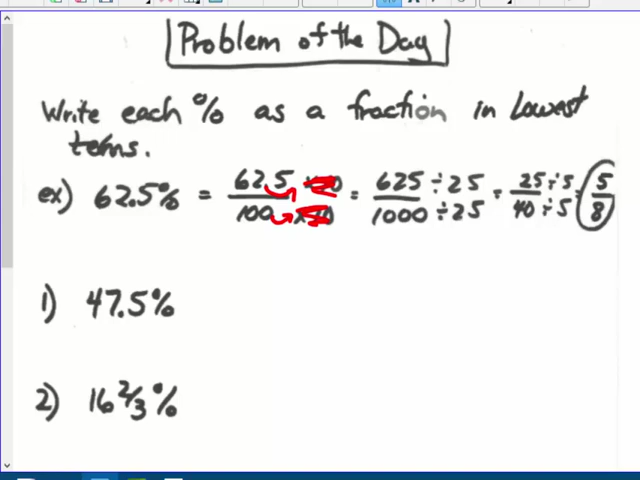 Problem of the Day
Write each % as a fraction in lowest
terms.
ex) 62.5% = 62.5/100 = 625÷25/1000÷25 = 25÷5/40÷5 = 5/8
1) 47.5%
2) 16 2/3 %